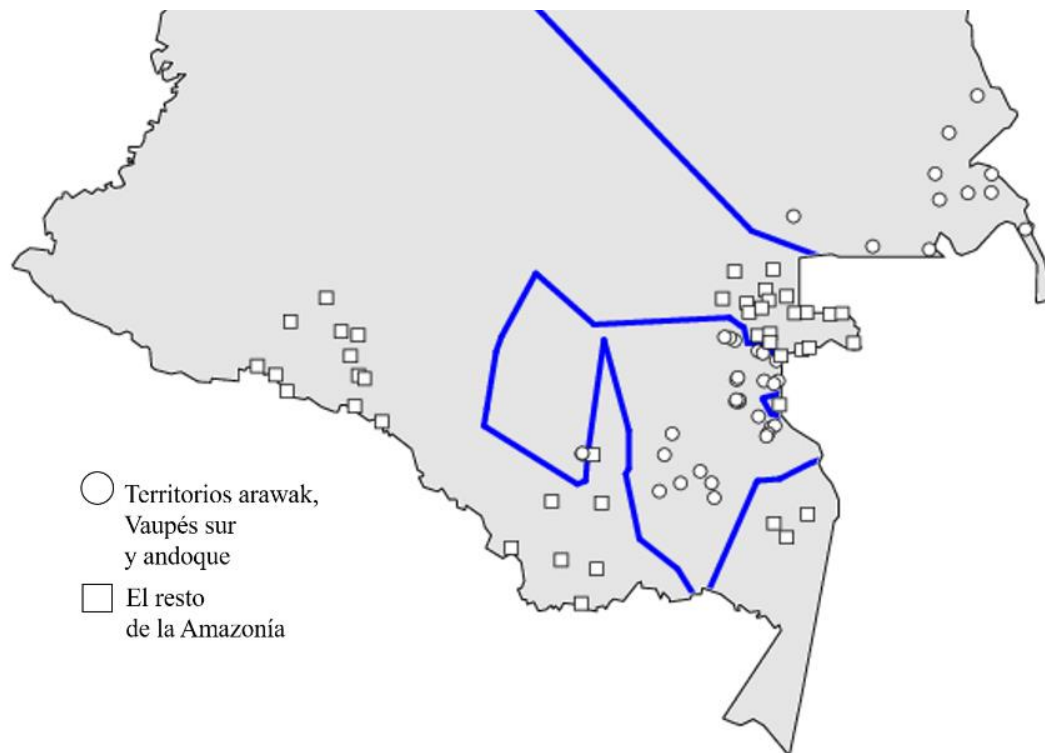 Territorios arawak,
Vaupés sur
y andoque
El resto
de la Amazonía